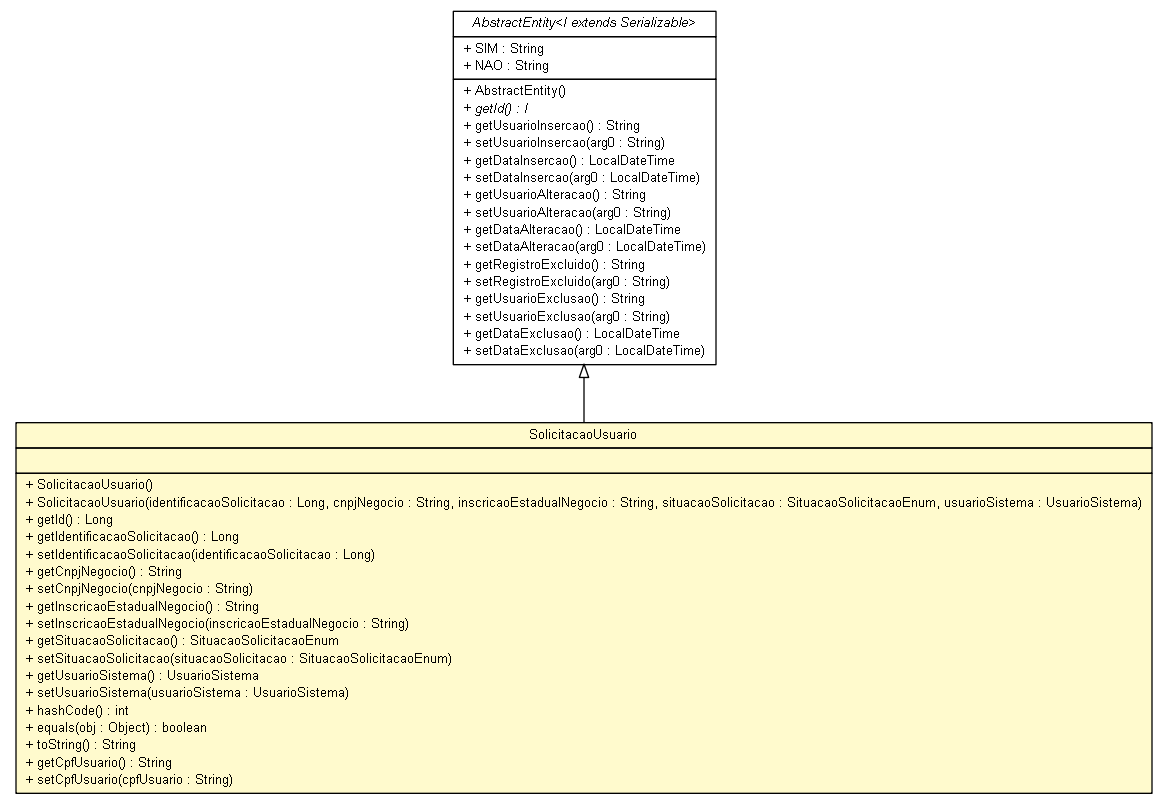 AbstractEntity<I extends Serializable>
+ SIM : String
+ NAO : String
+ AbstractEntity()
+ getId() : I
+ getUsuarioInsercao() : String
+ setUsuarioInsercao(arg0 : String)
+ getDataInsercao() : LocalDateTime
+ setDataInsercao(arg0 : LocalDateTime)
+ getUsuarioAlteracao() : String
+ setUsuarioAlteracao(arg0 : String)
+ getDataAlteracao() : LocalDateTime
+ setDataAlteracao(arg0 : LocalDateTime)
+ getRegistroExcluido() : String
+ setRegistroExcluido(arg0 : String)
+ getUsuarioExclusao() : String
+ setUsuarioExclusao(arg0 : String)
+ getDataExclusao() : LocalDateTime
+ setDataExclusao(arg0 : LocalDateTime)
SolicitacaoUsuario
+ SolicitacaoUsuario()
+ SolicitacaoUsuario(identificacaoSolicitacao : Long, cnpjNegocio : String, inscricaoEstadualNegocio : String, situacaoSolicitacao : SituacaoSolicitacaoEnum, usuarioSistema : UsuarioSistema)
+ getId() : Long
+ getIdentificacaoSolicitacao() : Long
+ setIdentificacaoSolicitacao(identificacaoSolicitacao : Long)
+ getCnpjNegocio() : String
+ setCnpjNegocio(cnpjNegocio : String)
+ getInscricaoEstadualNegocio() : String
+ setInscricaoEstadualNegocio(inscricaoEstadualNegocio : String)
+ getSituacaoSolicitacao() : SituacaoSolicitacaoEnum
+ setSituacaoSolicitacao(situacaoSolicitacao : SituacaoSolicitacaoEnum)
+ getUsuarioSistema() : UsuarioSistema
+ setUsuarioSistema(usuarioSistema : UsuarioSistema)
+ hashCode() : int
+ equals(obj : Object) : boolean
+ toString() : String
+ getCpfUsuario() : String
+ setCpfUsuario(cpfUsuario : String)